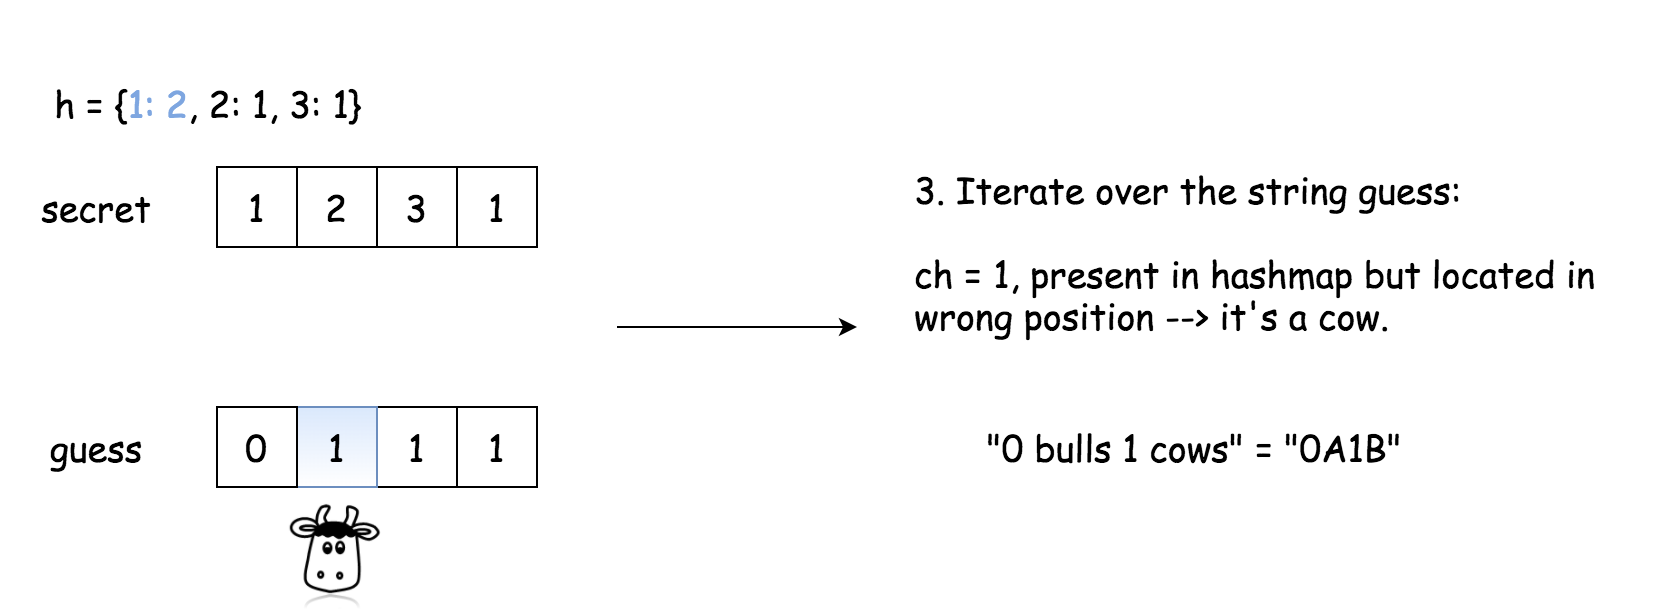 h = {1: 2, 2: 1, 3: 1}
secret 1 2 3 1
3. Iterate over the string guess:
ch = 1, present in hashmap but located in
wrong position --> it's a cow.
guess 0 1 1 1
"0 bulls 1 cows" = "0A1B"